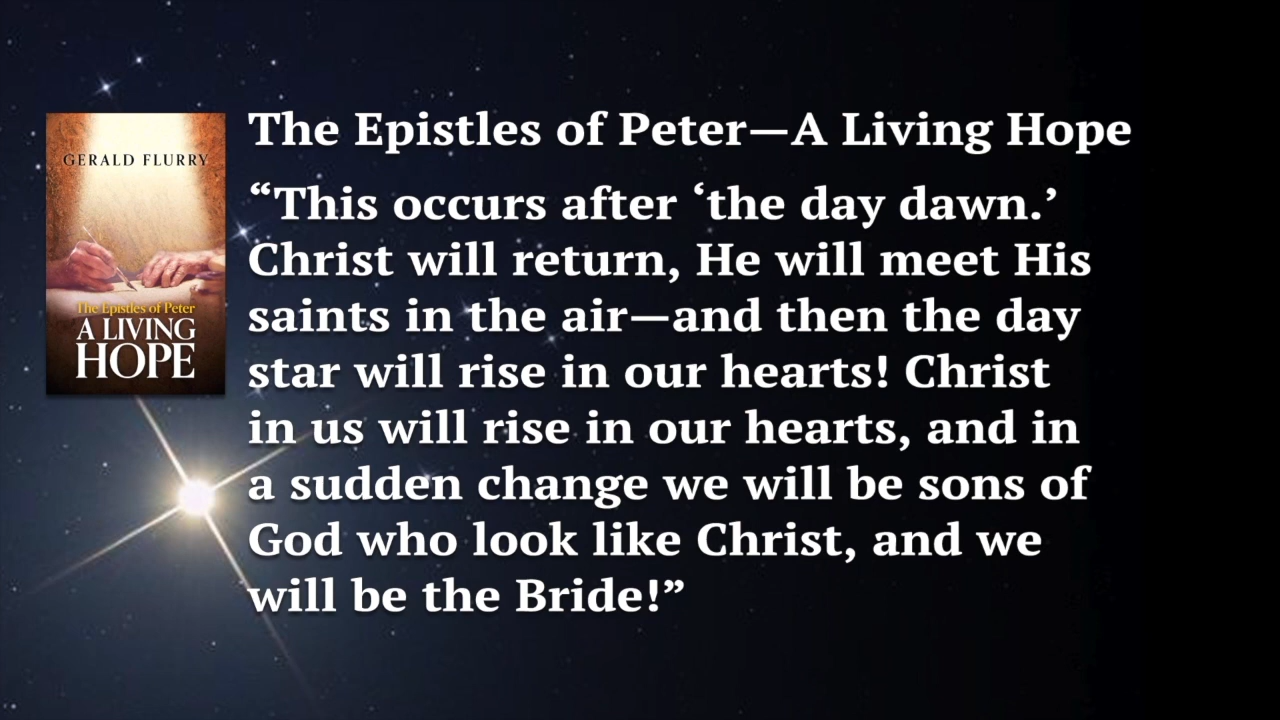 GERALD FLURRY
The Epistles of Peter
A LIVING
HOPE
The Epistles of Peter—A Living Hope
“This occurs after ‘the day dawn.’
Christ will return, He will meet His
saints in the air—and then the day
star will rise in our hearts! Christ
in us will rise in our hearts, and in
a sudden change we will be sons of
God who look like Christ, and we
will be the Bride!”